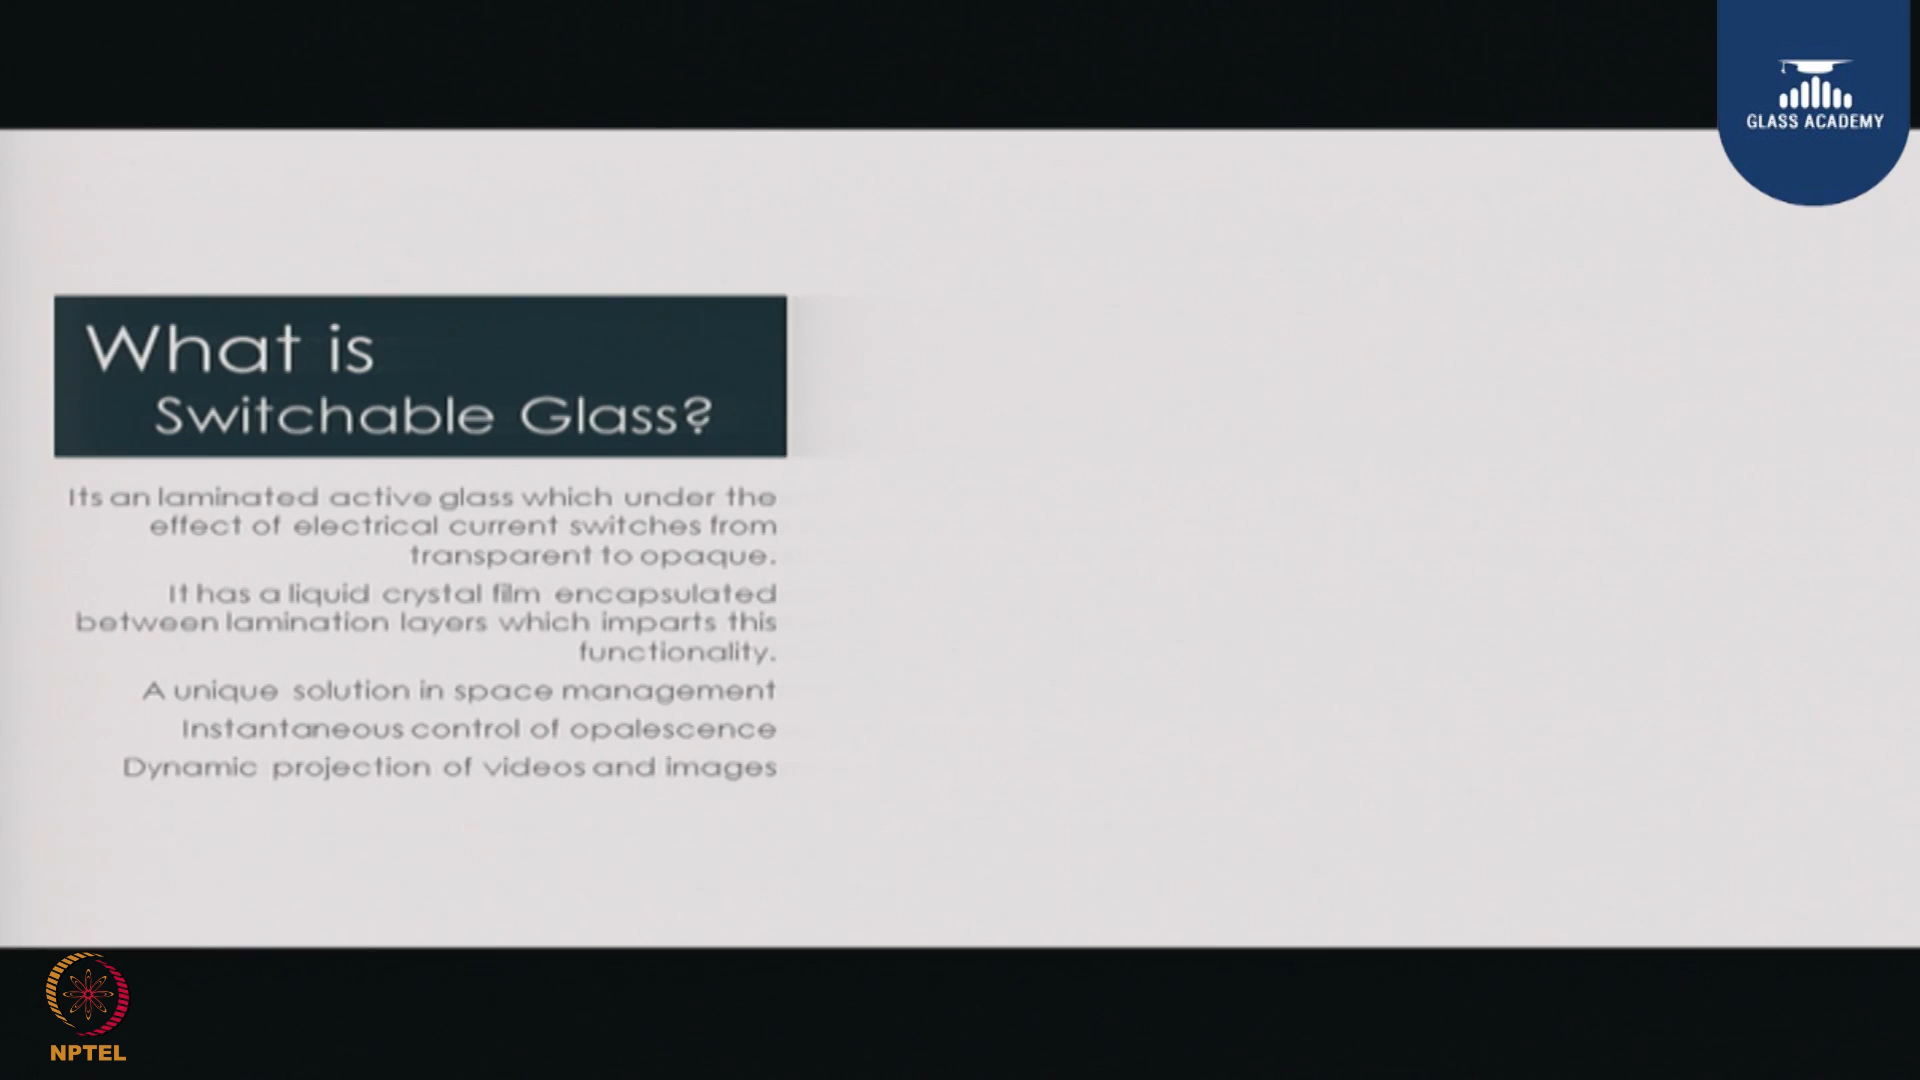 GLASS ACADEMY
What is
Switchable Glass?
Its an laminated active glass which under the
effect of electrical current switches from
transparent to opaque.
It has a liquid crystal film encapsulated
between lamination layers which imparts this
functionality.
A unique solution in space management
Instantaneous control of opalescence
Dynamic projection of videos and images
NPTEL